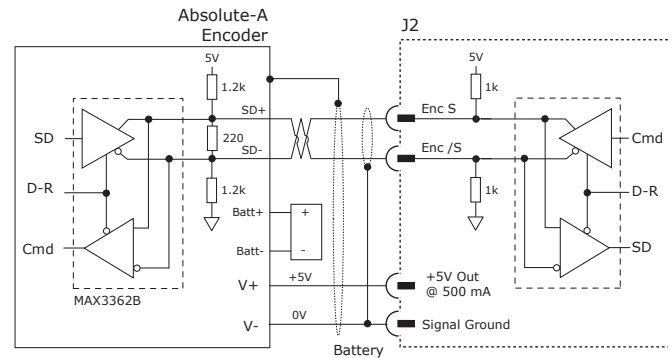 Absolute-A
Encoder
J2
5V
1.2k
SD+
220
SD-
1.2k
SD
D-R
Cmd
MAX3362B
Batt+
+
Batt-
-
V+
+5V
V-
0V
Battery
5V
1k
Enc S
Enc /S
1k
Cmd
D-R
SD
+5V Out
@ 500 mA
Signal Ground